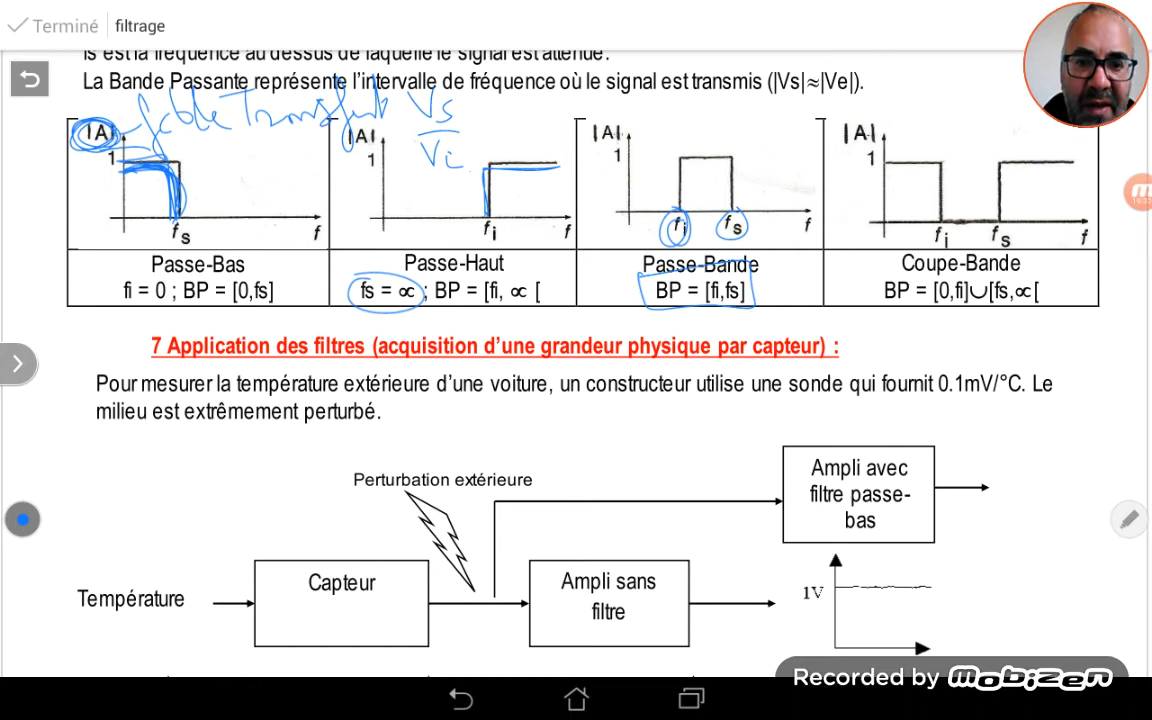 Terminé
filtrage
fs est la fréquence au dessus de laquelle le signal est atténué.
La Bande Passante représente l'intervalle de fréquence où le signal est transmis (|Vs|≈|Ve|).
Transfert Vs
|A| |A| |A| |A|
1 1 1 1
fs f fi f fi fs f fi fs f
Passe-Bas Passe-Haut Passe-Bande Coupe-Bande
fi = 0 ; BP = [0,fs] fs = ∝ ; BP = [fi, ∝ [ BP = [fi,fs] BP = [0,fi]∪[fs,∝[
7 Application des filtres (acquisition d'une grandeur physique par capteur) :
Pour mesurer la température extérieure d'une voiture, un constructeur utilise une sonde qui fournit 0.1mV/°C. Le
milieu est extrêmement perturbé.
Perturbation extérieure
Ampli avec
filtre passe-
bas
Température
Capteur
Ampli sans
filtre
1V
Recorded by mobizen